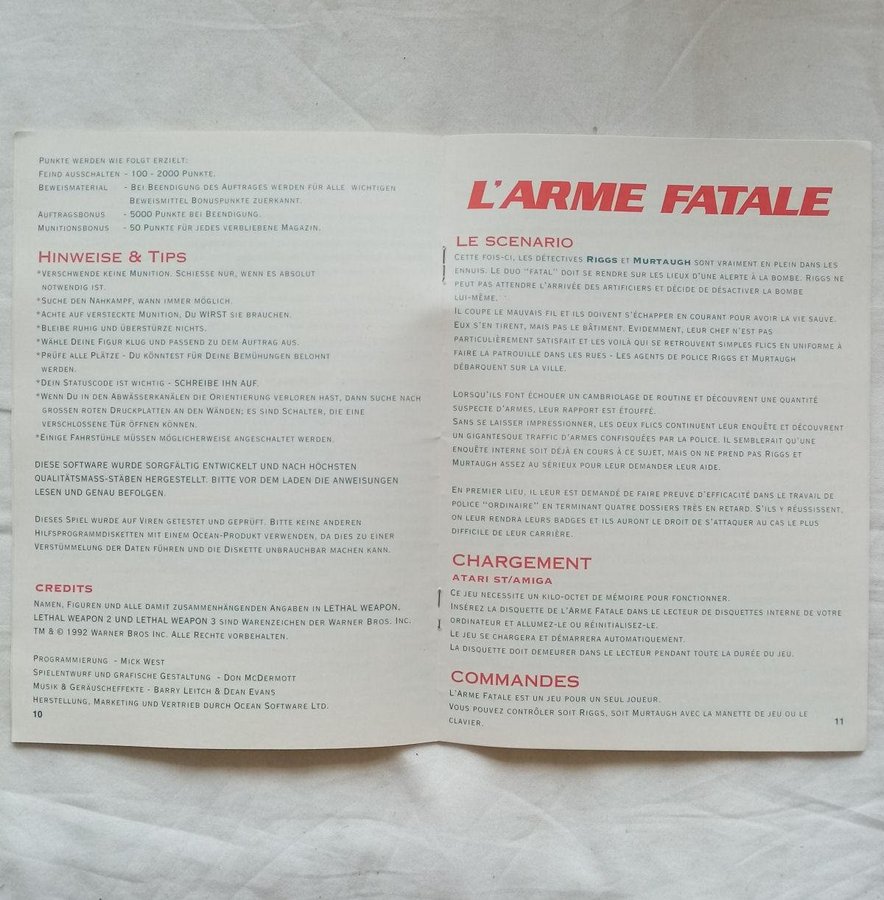 PUNKTE WERDEN WIE FOLGT ERZIELT:
FEIND AUSSCHALTEN - 100 - 2000 PUNKTE.
BEWEISMATERIAL - BEI BEENDIGUNG DES AUFTRAGES WERDEN FÜR ALLE WICHTIGEN
BEWEISMITTEL BONUSPUNKTE ZUERKANNT.
AUFTRAGSBONUS - 5000 PUNKTE BEI BEENDIGUNG.
MUNITIONSBONUS - 50 PUNKTE FÜR JEDES VERBLIEBENE MAGAZIN.
HINWEISE & TIPS
*VERSCHWENDE KEINE MUNITION. SCHIESSE NUR, WENN ES ABSOLUT
NOTWENDIG IST.
*SUCHE DEN NAHKAMPF, WANN IMMER MÖGLICH.
*ACHTE AUF VERSTECKTE MUNITION. DU WIRST SIE BRAUCHEN.
*BLEIBE RUHIG UND ÜBERSTÜRZE NICHTS.
*WÄHLE DEINE FIGUR KLUG UND PASSEND ZU DEM AUFTRAG AUS.
*PRÜFE ALLE PLÄTZE - DU KÖNNTEST FÜR DEINE BEMÜHUNGEN BELOHNT
WERDEN.
*DEIN STATUSCODE IST WICHTIG - SCHREIBE IHN AUF.
*WENN DU IN DEN ABWÄSSERKANÄLEN DIE ORIENTIERUNG VERLOREN HAST, DANN SUCHE NACH
GROSSEN ROTEN DRUCKPLATTEN AN DEN WÄNDEN; ES SIND SCHALTER, DIE EINE
VERSCHLOSSENE TÜR ÖFFNEN KÖNNEN.
*EINIGE FAHRSTÜHLE MÜSSEN MÖGLICHERWEISE ANGESCHALTET WERDEN.
DIESE SOFTWARE WURDE SORGFÄLTIG ENTWICKELT UND NACH HÖCHSTEN
QUALITÄTSMASS-STÄBEN HERGESTELLT. BITTE VOR DEM LADEN DIE ANWEISUNGEN
LESEN UND GENAU BEFOLGEN.
DIESES SPIEL WURDE AUF VIREN GETESTET UND GEPRÜFT. BITTE KEINE ANDEREN
HILFSPROGRAMMDISKETTEN MIT EINEM OCEAN-PRODUKT VERWENDEN, DA DIES ZU EINER
VERSTÜMMELUNG DER DATEN FÜHREN UND DIE DISKETTE UNBRAUCHBAR MACHEN KANN.
CREDITS
NAMEN, FIGUREN UND ALLE DAMIT ZUSAMMENHÄNGENDEN ANGABEN IN LETHAL WEAPON,
LETHAL WEAPON 2 UND LETHAL WEAPON 3 SIND WARENZEICHEN DER WARNER BROS. INC.
TM & © 1992 WARNER BROS INC. ALLE RECHTE VORBEHALTEN.
PROGRAMMIERUNG - MICK WEST
SPIELENTWURF UND GRAFISCHE GESTALTUNG - DON MCDERMOTT
MUSIK & GERÄUSCHEFFEKTE - BARRY LEITCH & DEAN EVANS
HERSTELLUNG, MARKETING UND VERTRIEB DURCH OCEAN SOFTWARE LTD.
10
L'ARME FATALE
LE SCENARIO
CETTE FOIS-CI, LES DÉTECTIVES RIGGS ET MURTAUGH SONT VRAIMENT EN PLEIN DANS LES
ENNUIS. LE DUO "FATAL" DOIT SE RENDRE SUR LES LIEUX D'UNE ALERTE À LA BOMBE. RIGGS NE
PEUT PAS ATTENDRE L'ARRIVÉE DES ARTIFICIERS ET DÉCIDE DE DÉSACTIVER LA BOMBE
LUI-MÊME.
IL COUPE LE MAUVAIS FIL ET ILS DOIVENT S'ÉCHAPPER EN COURANT POUR AVOIR LA VIE SAUVE.
EUX S'EN TIRENT, MAIS PAS LE BÂTIMENT. EVIDEMMENT, LEUR CHEF N'EST PAS
PARTICULIÈREMENT SATISFAIT ET LES VOILÀ QUI SE RETROUVENT SIMPLES FLICS EN UNIFORME À
FAIRE LA PATROUILLE DANS LES RUES - LES AGENTS DE POLICE RIGGS ET MURTAUGH
DÉBARQUENT SUR LA VILLE.
LORSQU'ILS FONT ÉCHOUER UN CAMBRIOLAGE DE ROUTINE ET DÉCOUVRENT UNE QUANTITÉ
SUSPECTE D'ARMES, LEUR RAPPORT EST ÉTOUFFÉ.
SANS SE LAISSER IMPRESSIONNER, LES DEUX FLICS CONTINUENT LEUR ENQUÊTE ET DÉCOUVRENT
UN GIGANTESQUE TRAFFIC D'ARMES CONFISQUÉES PAR LA POLICE. IL SEMBLERAIT QU'UNE
ENQUÊTE INTERNE SOIT DÉJÀ EN COURS À CE SUJET, MAIS ON NE PREND PAS RIGGS ET
MURTAUGH ASSEZ AU SÉRIEUX POUR LEUR DEMANDER LEUR AIDE.
EN PREMIER LIEU, IL LEUR EST DEMANDÉ DE FAIRE PREUVE D'EFFICACITÉ DANS LE TRAVAIL DE
POLICE "ORDINAIRE" EN TERMINANT QUATRE DOSSIERS TRÈS EN RETARD. S'ILS Y RÉUSSISSENT,
ON LEUR RENDRA LEURS BADGES ET ILS AURONT LE DROIT DE S'ATTAQUER AU CAS LE PLUS
DIFFICILE DE LEUR CARRIÈRE.
CHARGEMENT
ATARI ST/AMIGA
CE JEU NECESSITE UN KILO-OCTET DE MÉMOIRE POUR FONCTIONNER.
INSÉREZ LA DISQUETTE DE L'ARME FATALE DANS LE LECTEUR DE DISQUETTES INTERNE DE VOTRE
ORDINATEUR ET ALLUMEZ-LE OU RÉINITIALISEZ-LE.
LE JEU SE CHARGERA ET DÉMARRERA AUTOMATIQUEMENT.
LA DISQUETTE DOIT DEMEURER DANS LE LECTEUR PENDANT TOUTE LA DURÉE DU JEU.
COMMANDES
L'ARME FATALE EST UN JEU POUR UN SEUL JOUEUR.
VOUS POUVEZ CONTRÔLER SOIT RIGGS, SOIT MURTAUGH AVEC LA MANETTE DE JEU OU LE
CLAVIER.
11